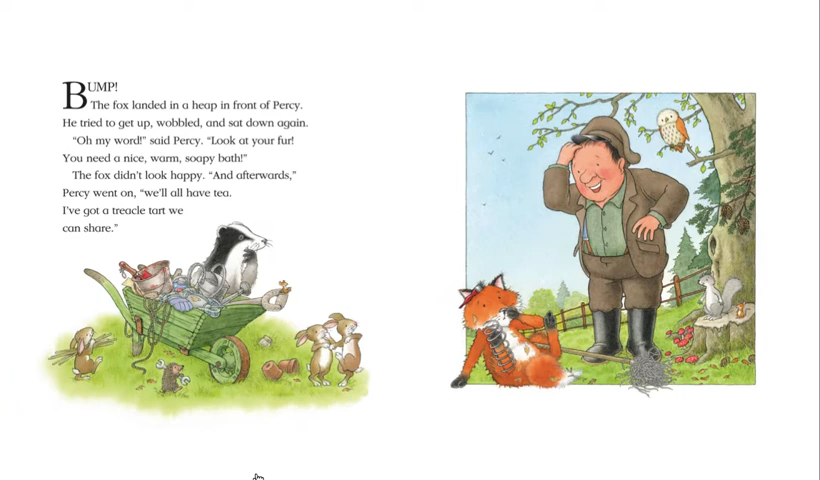 BUMP!
The fox landed in a heap in front of Percy.
He tried to get up, wobbled, and sat down again.
“Oh my word!” said Percy. “Look at your fur!
You need a nice, warm, soapy bath!”
The fox didn’t look happy. “And afterwards,”
Percy went on, “we’ll all have tea.
I’ve got a treacle tart we
can share.”